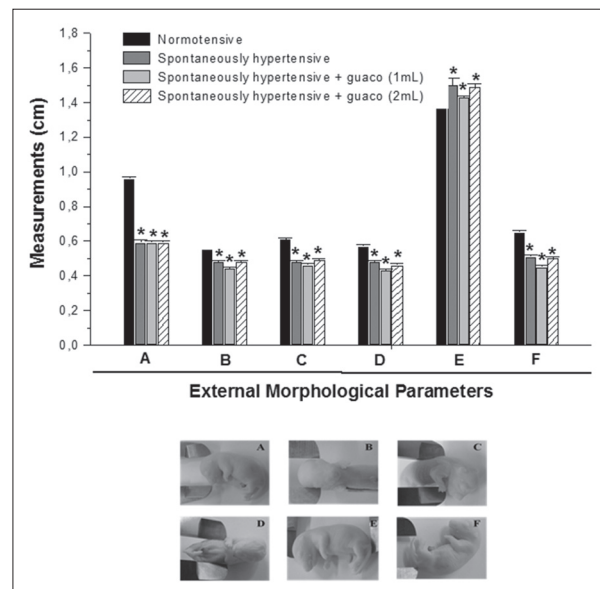 Normotensive
Spontaneously hypertensive
Spontaneously hypertensive + guaco (1mL)
Spontaneously hypertensive + guaco (2mL)
Measurements (cm)
1,8
1,6
1,4
1,2
1,0
0,8
0,6
0,4
0,2
0,0
* * *
* * *
* * *
* * *
* * *
* * *
A B C D E F
External Morphological Parameters
A B C
D E F